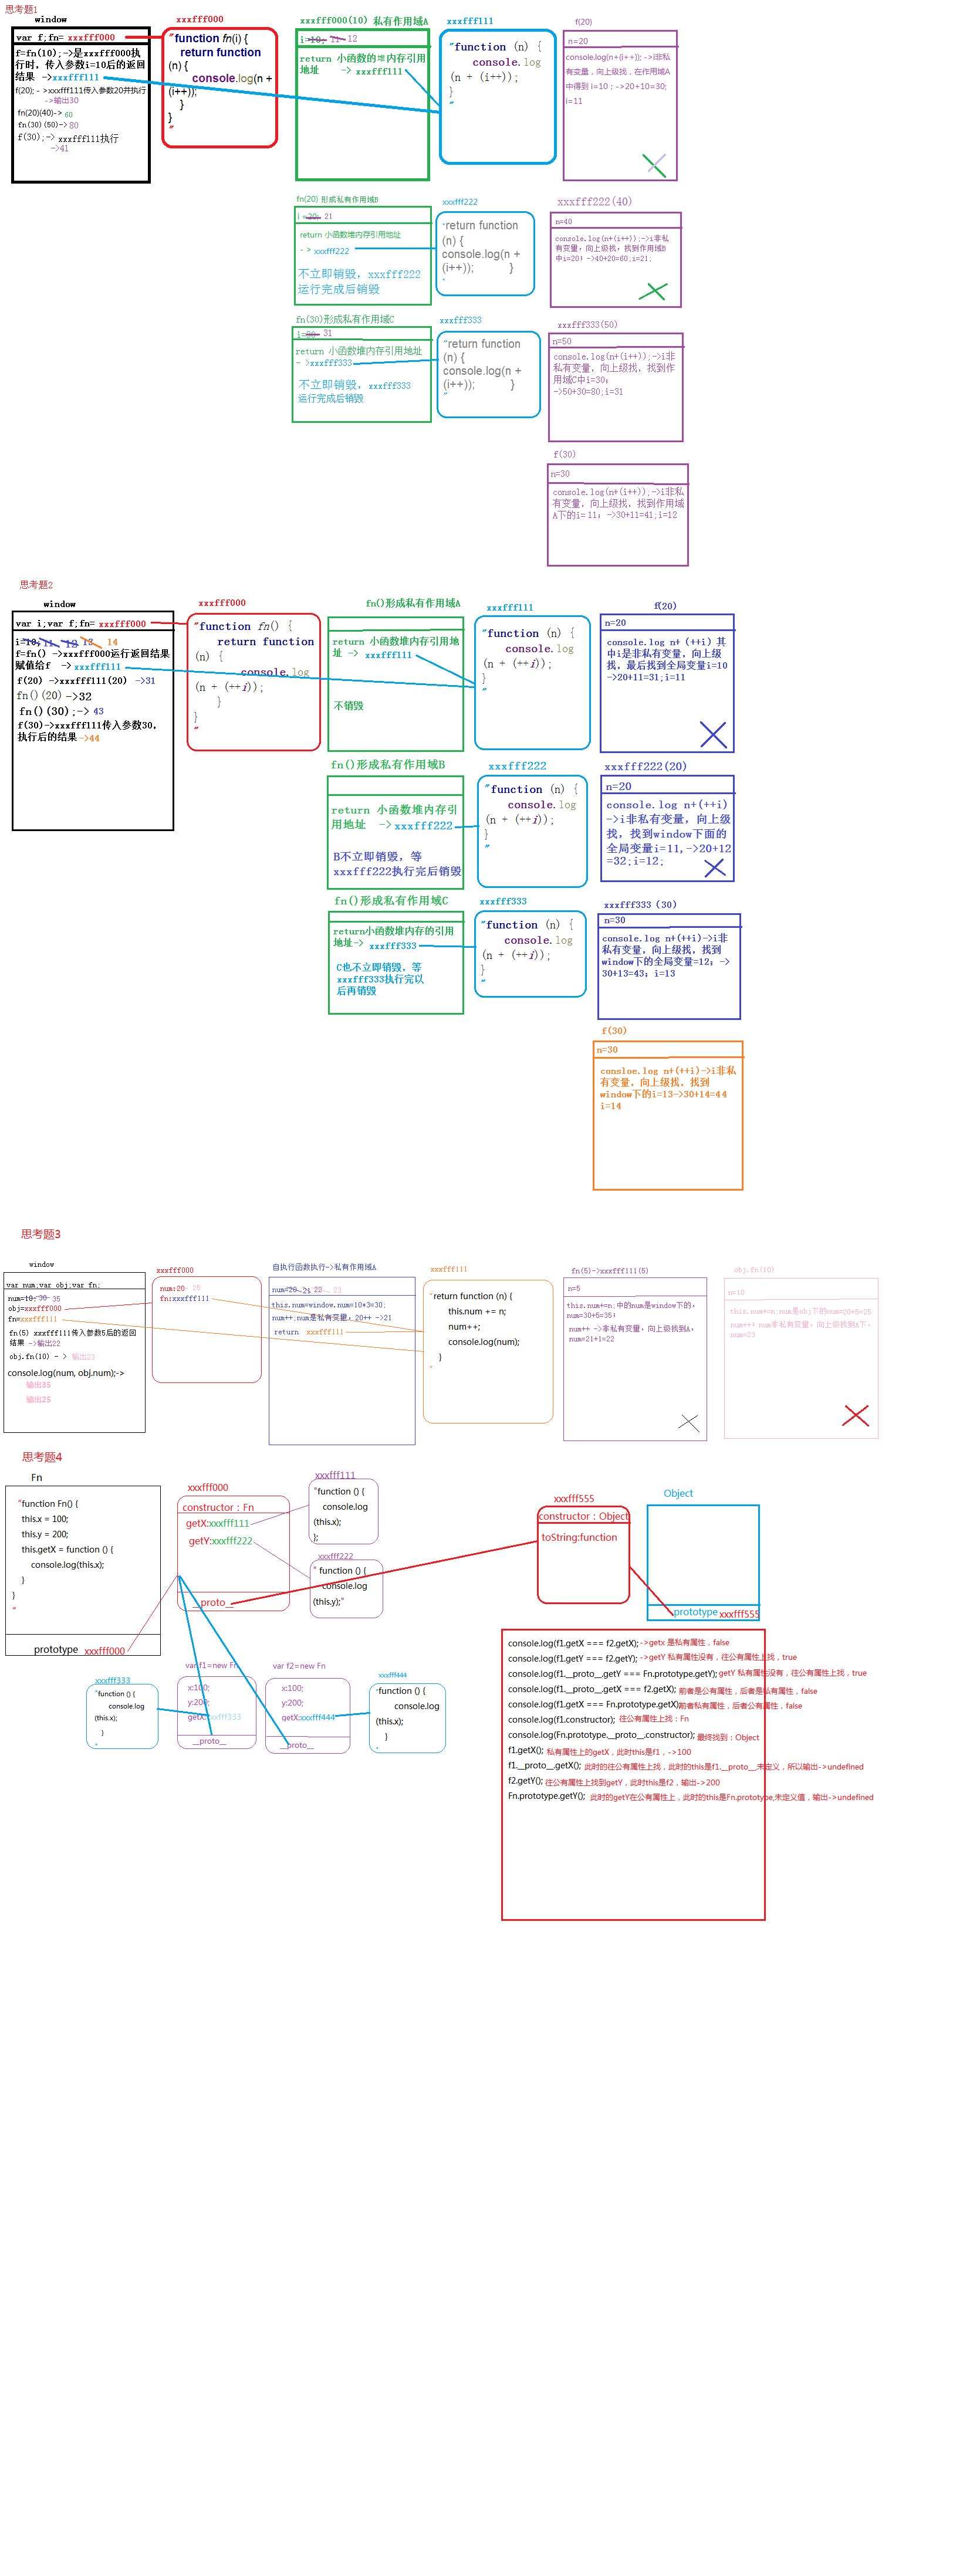 思考题1
window
var f;fn= xxxfff000
f=fn(10);->是xxxfff000执
行时，传入参数i=10后的返回
结果 ->xxxfff111
f(20); - >xxxfff111传入参数20并执行
->输出30
fn(20)(40)-> 60
fn(30)(50)-> 80
f(30);-> xxxfff111执行
->41
xxxfff000
"function fn(i) {
return function
(n) {
console.log(n +
(i++));
}
}
"
xxxfff000(10) 私有作用域A
i=10; 11 12
return 小函数的堆内存引用
地址 -> xxxfff111
xxxfff111
"function (n) {
console.log
(n + (i++));
}
"
f(20)
n=20
console.log(n+(i++)); ->i非私
有变量，向上级找，在作用域A
中得到 i=10；->20+10=30;
i=11
fn(20) 形成私有作用域B
i=20; 21
return 小函数堆内存引用地址
- > xxxfff222
不立即销毁，xxxfff222
运行完成后销毁
xxxfff222
"return function
(n) {
console.log(n +
(i++)); }
"
xxxfff222(40)
n=40
console.log(n+(i++));->i非私
有变量，向上级找，找到作用域B
中i=20；->40+20=60;i=21;
fn(30)形成私有作用域C
i=30 31
return 小函数堆内存引用地址
- >xxxfff333
不立即销毁，xxxfff333
运行完成后销毁
xxxfff333
"return function
(n) {
console.log(n +
(i++)); }
"
xxxfff333(50)
n=50
console.log(n+(i++));->i非
私有变量，向上级找，找到作
用域C中i=30;
->50+30=80;i=31
f(30)
n=30
console.log(n+(i++));->i非私
有变量，向上级找，找到作用域
A下的i= 11； ->30+11=41;i=12
思考题2
window
var i;var f;fn= xxxfff000
i=10; 11 12 13 14
f=fn() ->xxxfff000运行返回结果
赋值给f -> xxxfff111
f(20) ->xxxfff111(20) ->31
fn()(20) ->32
fn()(30);-> 43
f(30)->xxxfff111传入参数30，
执行后的结果 ->44
xxxfff000
"function fn() {
return function
(n) {
console.log
(n + (++i));
}
}
"
fn()形成私有作用域A
return 小函数堆内存引用地
址 -> xxxfff111
不销毁
xxxfff111
"function (n) {
console.log
(n + (++i));
}
"
f(20)
n=20
console.log n+ (++i) 其
中i是非私有变量，向上级
找，最后找到全局变量i=10
->20+11=31;i=11
fn()形成私有作用域B
return 小函数堆内存引
用地址 -> xxxfff222
B不立即销毁，等
xxxfff222执行完后销毁
xxxfff222
"function (n) {
console.log
(n + (++i));
}
"
xxxfff222(20)
n=20
console.log n+(++i)
->i非私有变量，向上级
找，找到window下面的
全局变量i=11,->20+12
=32;i=12;
fn()形成私有作用域C
return小函数堆内存的引用
地址-> xxxfff333
C也不立即销毁，等
xxxfff333执行完以
后再销毁
xxxfff333
"function (n) {
console.log
(n + (++i));
}
"
xxxfff333（30)
n=30
console.log n+(++i)->i非
私有变量，向上级找，找到
window下的全局变量=12；->
30+13=43；i=13
f(30)
n=30
consloe.log n+(++i)->i非私
有变量，向上级找，找到
window下的i=13->30+14=44
i=14
思考题3
window
var num;var obj;var fn;
num=10; 30 35
obj=xxxfff000
fn=xxxfff111
fn(5) xxxfff111传入参数5后的返回
结果 ->输出22
obj.fn(10) - > 输出23
console.log(num, obj.num);->
输出35
输出25
xxxfff000
num:20 25
fn:xxxfff111
自执行函数执行->私有作用域A
num=20 21 22 23
this.num=window.num=10*3=30;
num++,num是私有变量，20++ ->21
return xxxfff111
xxxfff111
"return function (n) {
this.num += n;
num++;
console.log(num);
}
"
fn(5)->xxxfff111(5)
n=5
this.num+=n;中的num是window下的，
num=30+5=35;
num++ ->非私有变量，向上级找到A，
num=21+1=22
obj.fn(10)
n=10
this.num+=n;num是obj下的num=20+5=25
num++；num非私有变量，向上级找到A下，
num=23
思考题4
Fn
"function Fn() {
this.x = 100;
this.y = 200;
this.getX = function () {
console.log(this.x);
}
}
"
prototype xxxfff000
xxxfff000
constructor：Fn
getX:xxxfff111
getY:xxxfff222
__proto__
xxxfff111
"function () {
console.log
(this.x);
};
xxxfff222
" function () {
console.log
(this.y);"
xxxfff555
constructor：Object
toString:function
Object
prototype xxxfff555
xxxfff333
"function () {
console.log
(this.x);
}
"
var f1=new Fn
x:100;
y:200;
getX:xxxfff333
__proto__
var f2=new Fn
x:100;
y:200;
getX:xxxfff444
__proto__
xxxfff444
"function () {
console.log
(this.x);
}
"
console.log(f1.getX === f2.getX);->getx 是私有属性，false
console.log(f1.getY === f2.getY); ->getY 私有属性没有，往公有属性上找，true
console.log(f1.__proto__.getY === Fn.prototype.getY); getY 私有属性没有，往公有属性上找，true
console.log(f1.__proto__.getX === f2.getX); 前者是公有属性，后者是私有属性，false
console.log(f1.getX === Fn.prototype.getX)前者私有属性，后者公有属性，false
console.log(f1.constructor); 往公有属性上找：Fn
console.log(Fn.prototype.__proto__.constructor); 最终找到：Object
f1.getX(); 私有属性上的getX，此时this是f1，->100
f1.__proto__.getX(); 此时的往公有属性上找，此时的this是f1.__proto__,未定义，所以输出->undefined
f2.getY(); 往公有属性上找到getY，此时this是f2，输出->200
Fn.prototype.getY(); 此时的getY在公有属性上，此时的this是Fn.prototype,未定义值，输出->undefined